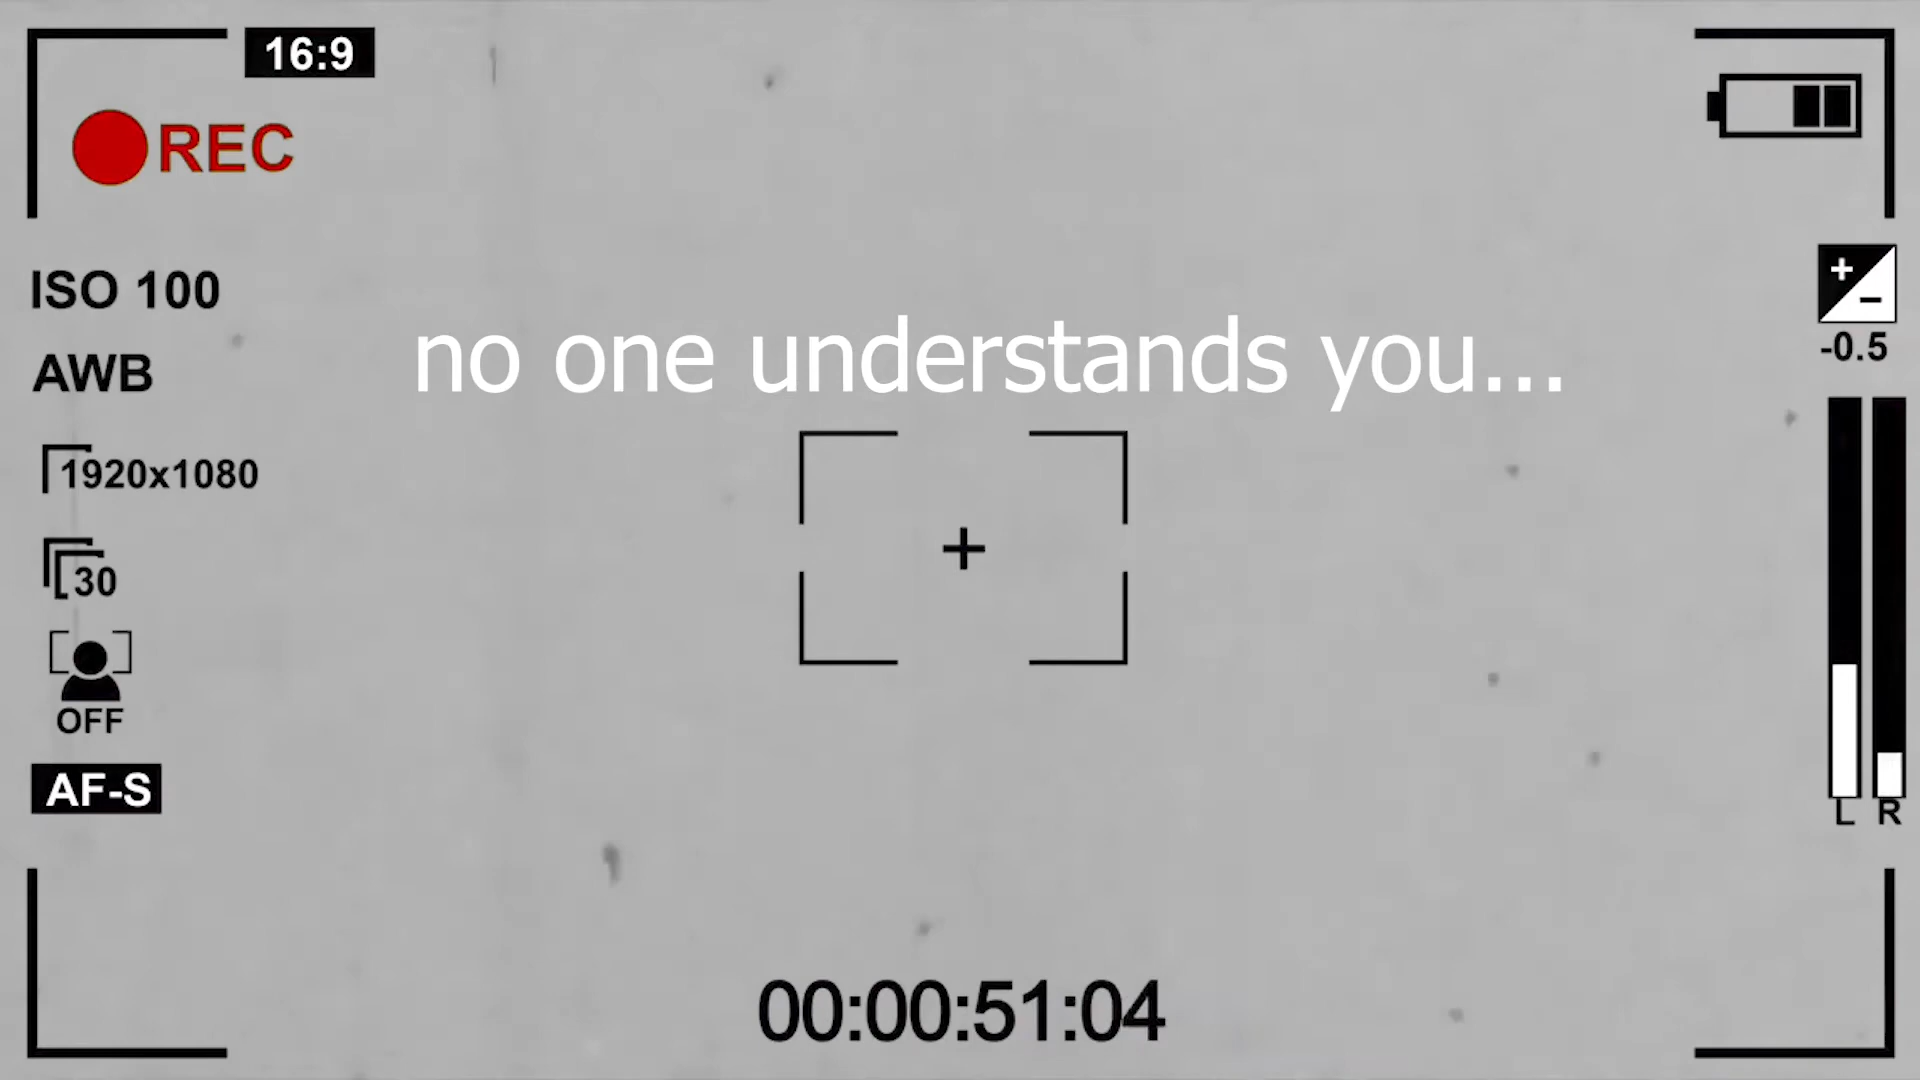 16:9
REC
ISO 100
no one understands you...
-0.5
AWB
1920x1080
30
OFF
AF-S
L R
00:00:51:04